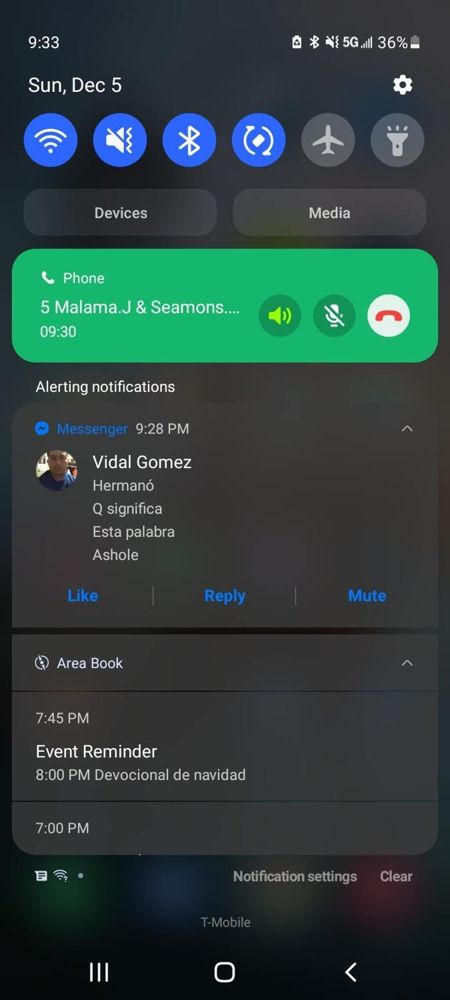 9:33
5G 36%
Sun, Dec 5
Devices
Media
Phone
5 Malama.J & Seamons....
09:30
Alerting notifications
Messenger 9:28 PM
Vidal Gomez
Hermanó
Q significa
Esta palabra
Ashole
Like
Reply
Mute
Area Book
7:45 PM
Event Reminder
8:00 PM Devocional de navidad
7:00 PM
Notification settings
Clear
T-Mobile